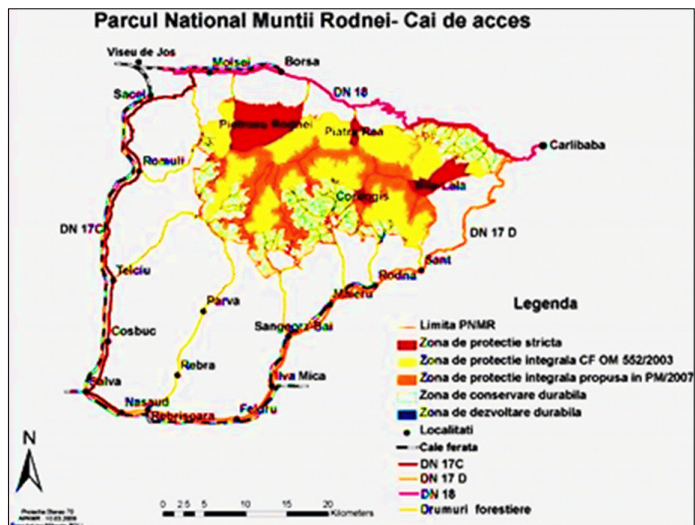 Parcul National Muntii Rodnei- Cai de acces
Viseu de Jos
Moisei
Borsa
Sacel
DN 18
Pietrosu Rodnei
Piatra Rea
Carlibaba
Romuli
Corongis
Lala
DN 17C
DN 17 D
Telciu
Sant
Rodna
Maieru
Parva
Sangeorz-Bai
Cosbuc
Rebra
Salva
Ilva Mica
Nasaud
Rebrisoara
Feldru
Legenda
Limita PNMR
Zona de protectie stricta
Zona de protectie integrala CF OM 552/2003
Zona de protectie integrala propusa in PM/2007
Zona de conservare durabila
Zona de dezvoltare durabila
Localitati
Cale ferata
DN 17C
DN 17 D
DN 18
Drumuri forestiere
N
0 2.5 5 10 15 20
Kilometers